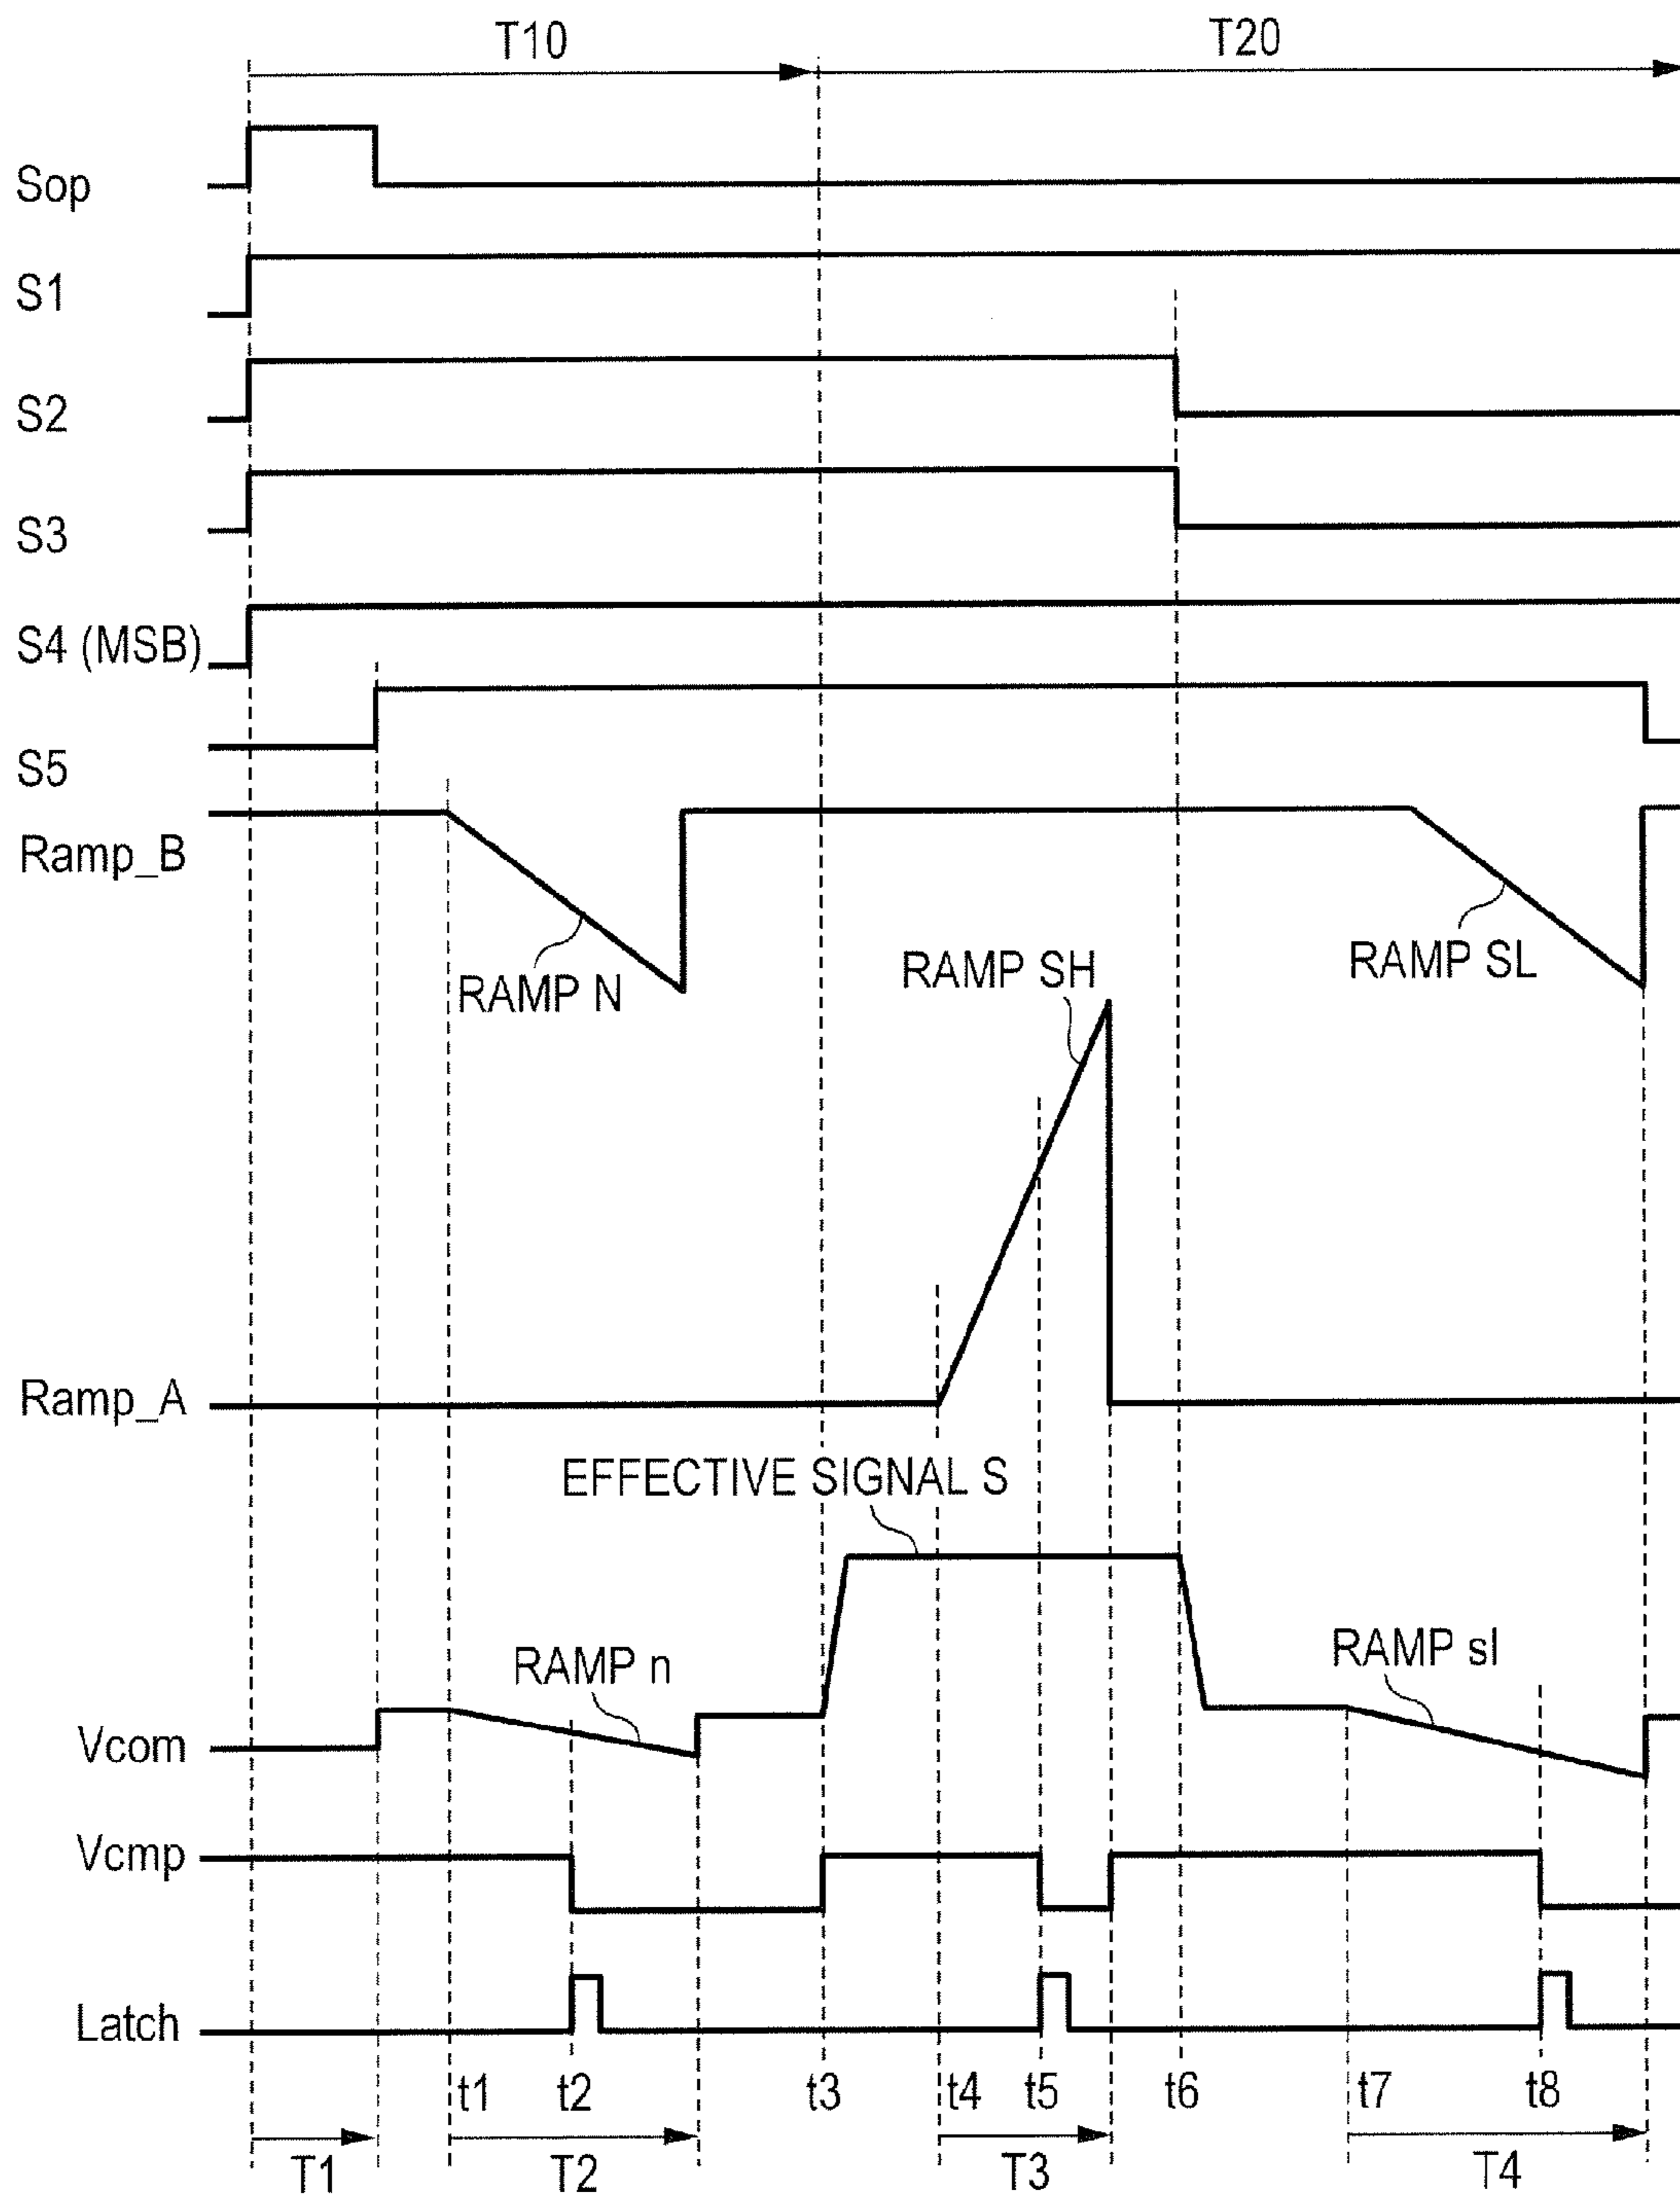 T10
T20
Sop
S1
S2
S3
S4 (MSB)
S5
Ramp_B
RAMP N
RAMP SH
RAMP SL
Ramp_A
EFFECTIVE SIGNAL S
RAMP n
RAMP sl
Vcom
Vcmp
Latch
t1 t2 t3 t4 t5 t6 t7 t8
T1 T2 T3 T4